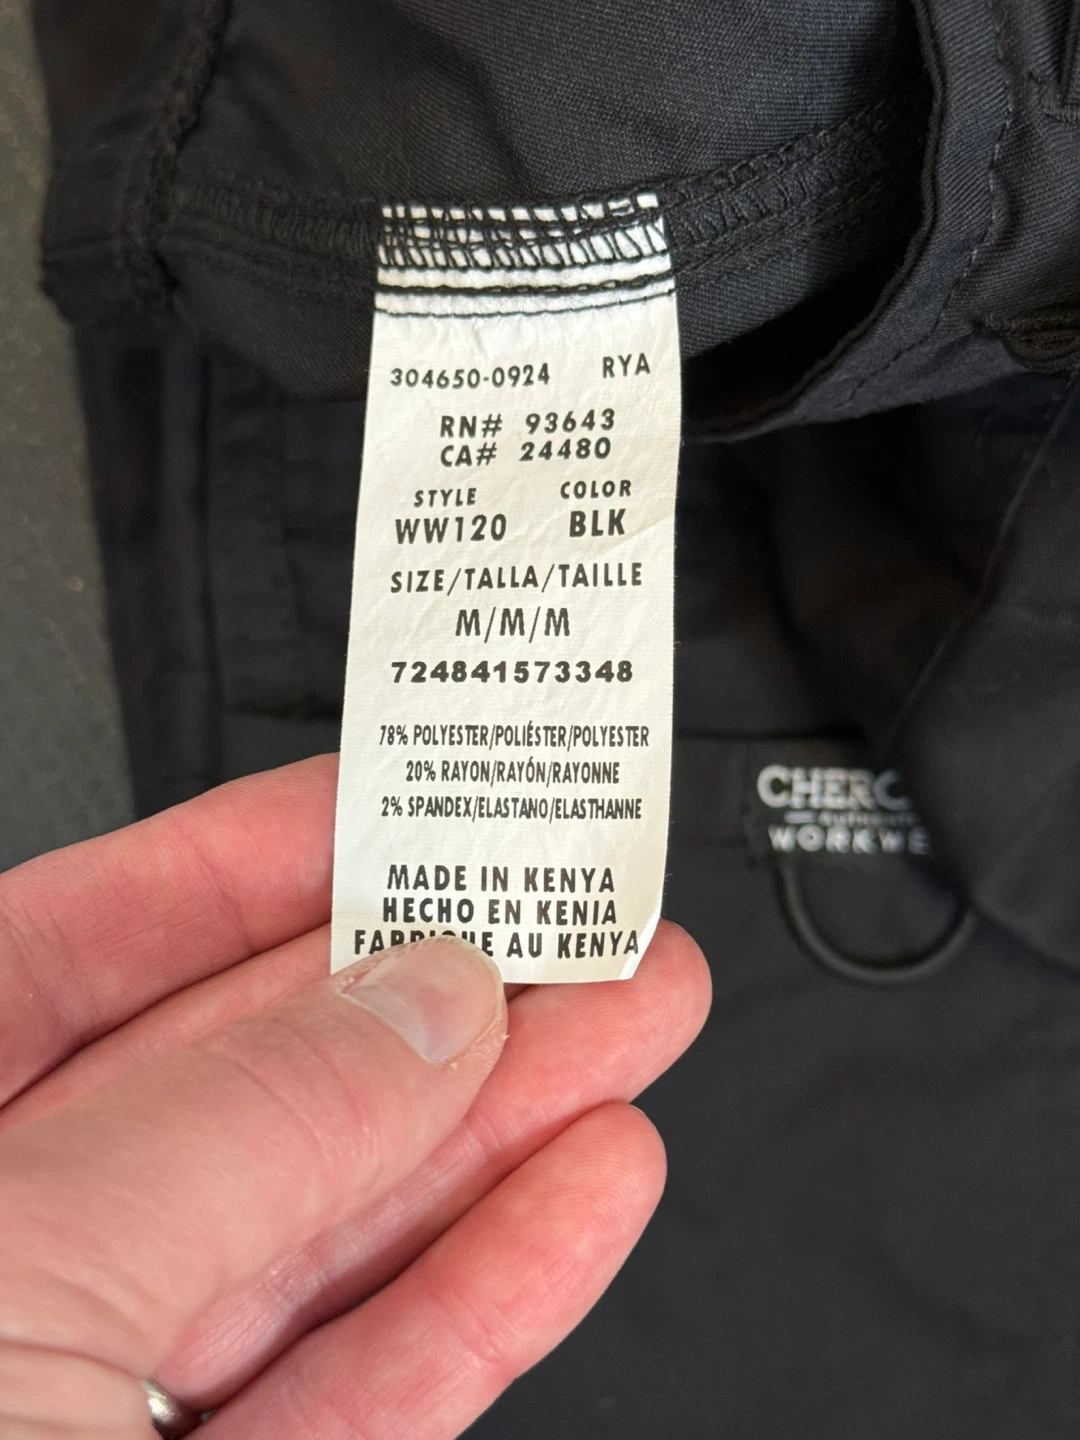 304650-0924 RYA
RN# 93643
CA# 24480
STYLE COLOR
WW120 BLK
SIZE/TALLA/TAILLE
M/M/M
724841573348
78% POLYESTER/POLIÉSTER/POLYESTER
20% RAYON/RAYÓN/RAYONNE
2% SPANDEX/ELASTANO/ELASTHANNE
MADE IN KENYA
HECHO EN KENIA
AU KENYA